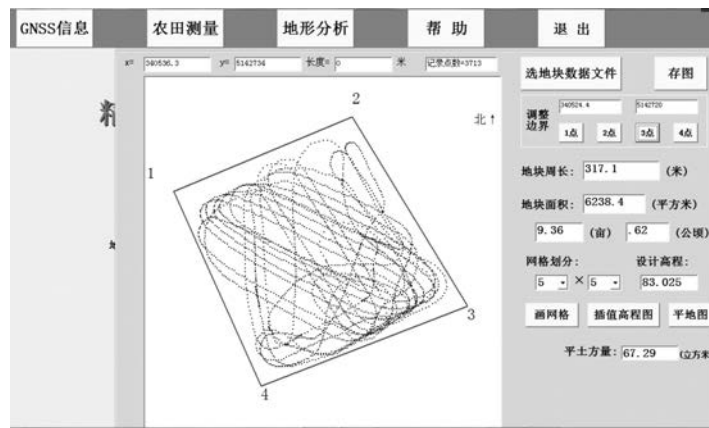 GNSS信息 农田测量 地形分析 帮 助 退 出
x= 340536.3 y= 5142734 长度= 0 米 记录点数=3713
选地块数据文件 存图
调整边界 340524.4 5142720
1点 2点 3点 4点
北↑
地块周长: 317.1 (米)
地块面积: 6238.4 (平方米)
9.36 (亩) .62 (公顷)
网格划分: 设计高程:
5 × 5 83.025
画网格 插值高程图 平地图
平土方量: 67.29 (立方米
1
2
3
4